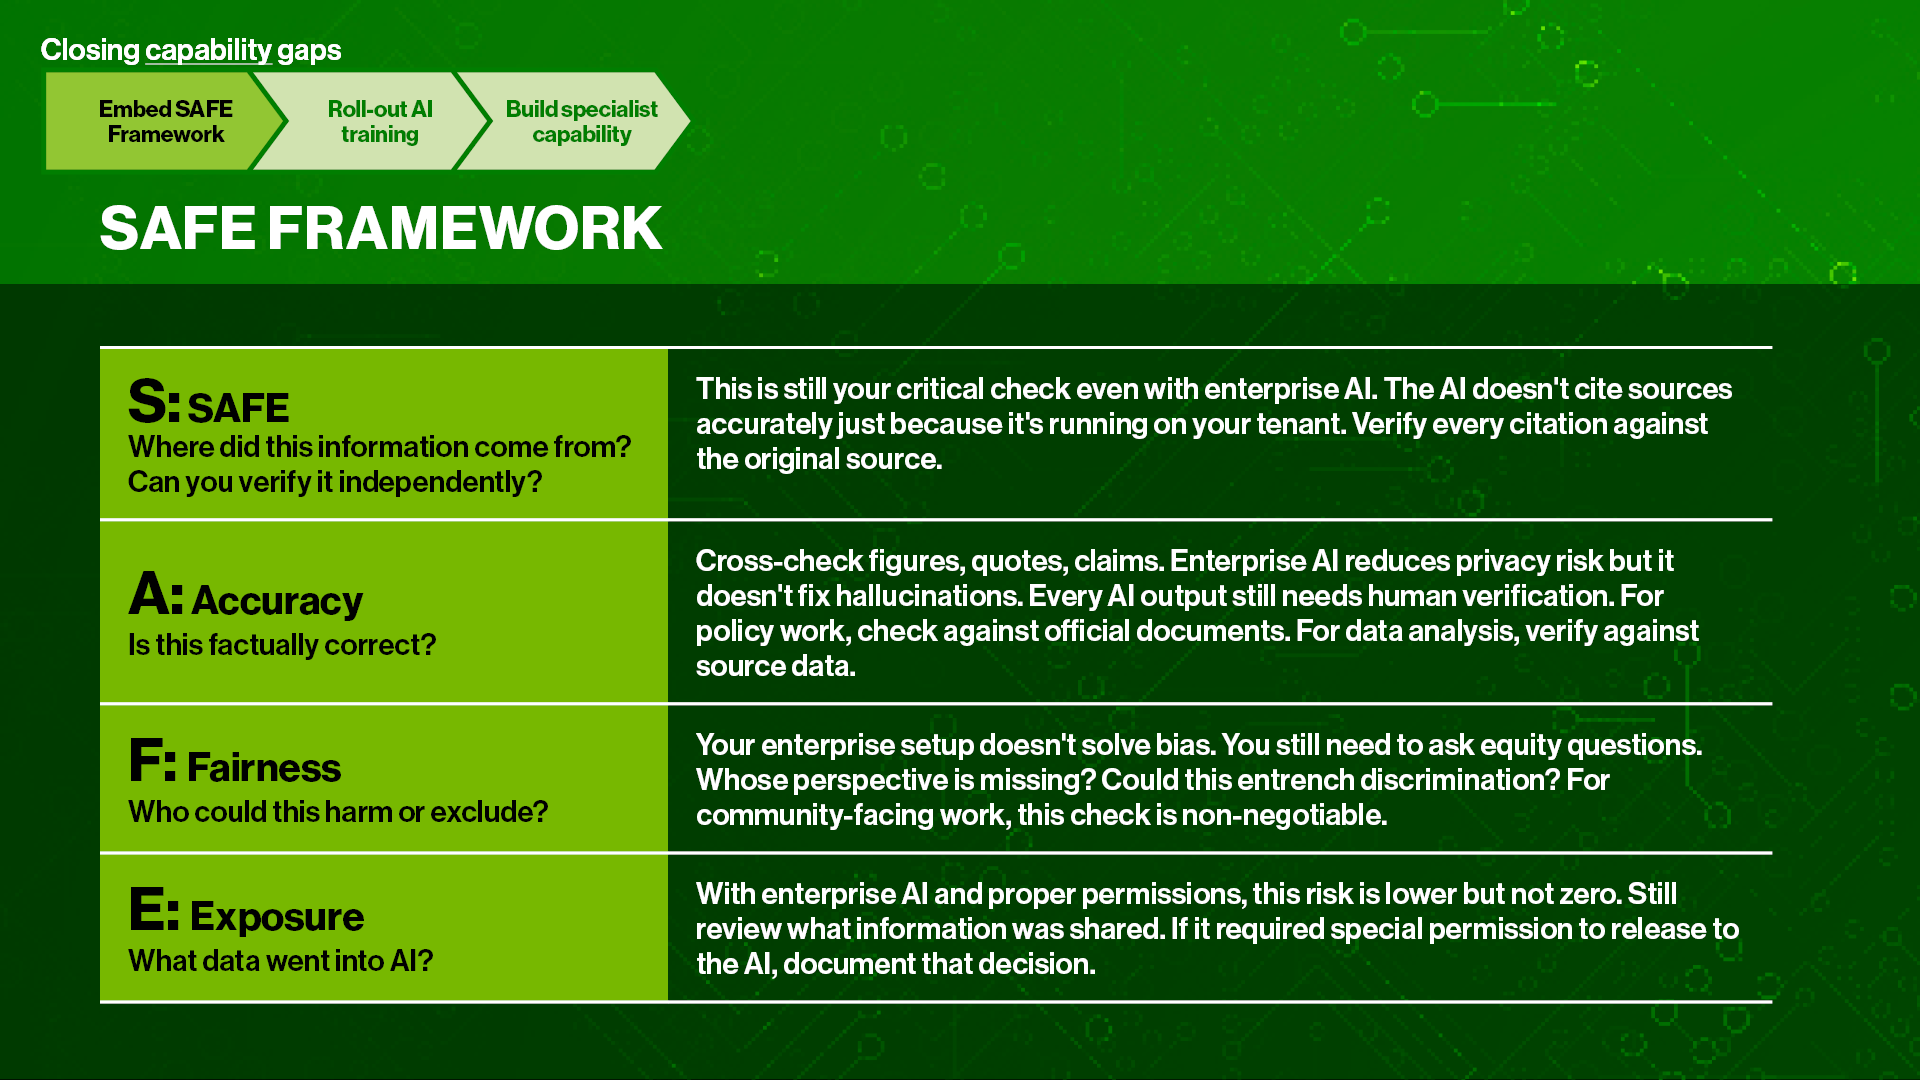 Closing capability gaps
Embed SAFE
Framework
Roll-out AI
training
Build specialist
capability
SAFE FRAMEWORK
S: SAFE
Where did this information come from?
Can you verify it independently?
This is still your critical check even with enterprise AI. The AI doesn't cite sources
accurately just because it's running on your tenant. Verify every citation against
the original source.
A: Accuracy
Is this factually correct?
Cross-check figures, quotes, claims. Enterprise AI reduces privacy risk but it
doesn't fix hallucinations. Every AI output still needs human verification. For
policy work, check against official documents. For data analysis, verify against
source data.
F: Fairness
Who could this harm or exclude?
Your enterprise setup doesn't solve bias. You still need to ask equity questions.
Whose perspective is missing? Could this entrench discrimination? For
community-facing work, this check is non-negotiable.
E: Exposure
What data went into AI?
With enterprise AI and proper permissions, this risk is lower but not zero. Still
review what information was shared. If it required special permission to release to
the AI, document that decision.